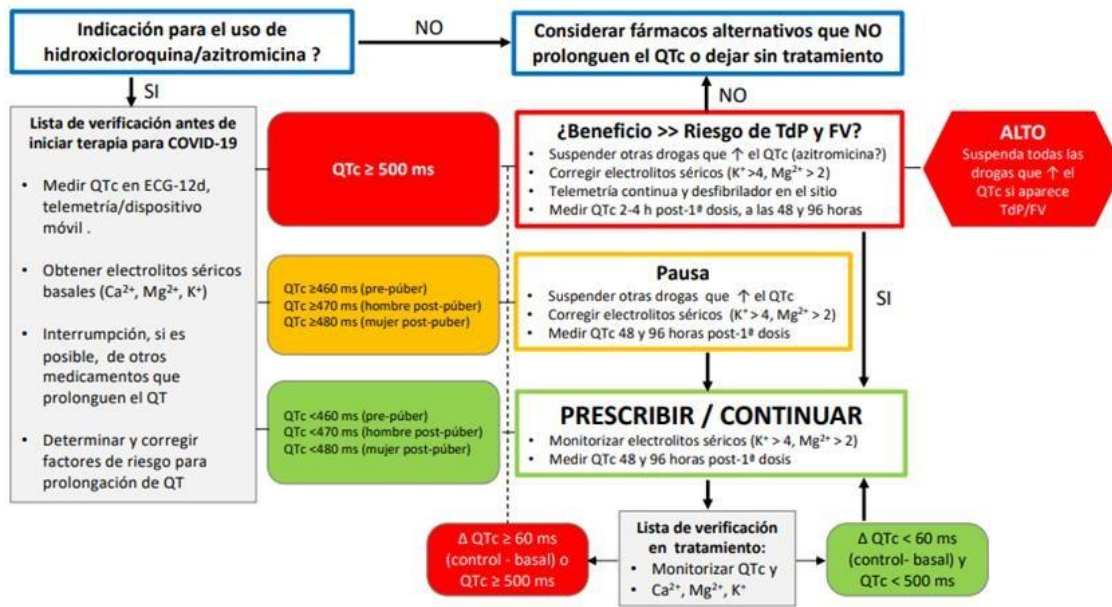 Indicación para el uso de
hidroxicloroquina/azitromicina ?
NO
Considerar fármacos alternativos que NO
prolonguen el QTc o dejar sin tratamiento
SI
NO
Lista de verificación antes de
iniciar terapia para COVID-19
• Medir QTc en ECG-12d,
telemetría/dispositivo
móvil .
• Obtener electrolitos séricos
basales (Ca²⁺, Mg²⁺, K⁺)
• Interrupción, si es
posible, de otros
medicamentos que
prolonguen el QT
• Determinar y corregir
factores de riesgo para
prolongación de QT
QTc ≥ 500 ms
¿Beneficio >> Riesgo de TdP y FV?
• Suspender otras drogas que ↑ el QTc (azitromicina?)
• Corregir electrolitos séricos (K⁺ >4, Mg²⁺ > 2)
• Telemetría continua y desfibrilador en el sitio
• Medir QTc 2-4 h post-1ª dosis, a las 48 y 96 horas
ALTO
Suspenda todas las
drogas que ↑ el
QTc si aparece
TdP/FV
QTc ≥460 ms (pre-púber)
QTc ≥470 ms (hombre post-púber)
QTc ≥480 ms (mujer post-puber)
Pausa
• Suspender otras drogas que ↑ el QTc
• Corregir electrolitos séricos (K⁺ > 4, Mg²⁺ > 2)
• Medir QTc 48 y 96 horas post-1ª dosis
SI
QTc <460 ms (pre-púber)
QTc <470 ms (hombre post-púber)
QTc <480 ms (mujer post-púber)
PRESCRIBIR / CONTINUAR
• Monitorizar electrolitos séricos (K⁺ > 4, Mg²⁺ > 2)
• Medir QTc 48 y 96 horas post-1ª dosis
Δ QTc ≥ 60 ms
(control - basal) o
QTc ≥ 500 ms
Lista de verificación
en tratamiento:
• Monitorizar QTc y
• Ca²⁺, Mg²⁺, K⁺
Δ QTc < 60 ms
(control- basal) y
QTc < 500 ms